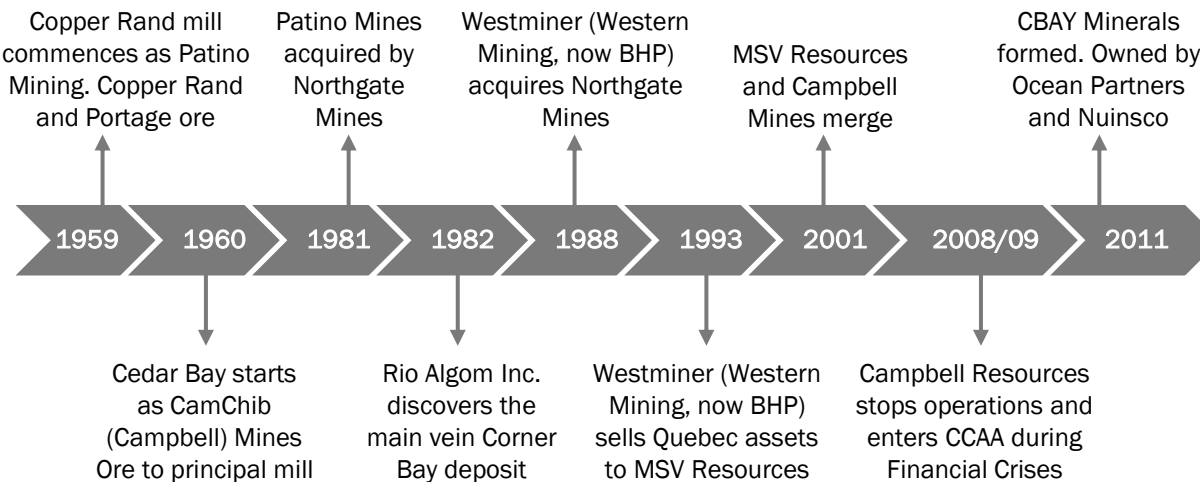 Copper Rand mill
commences as Patino
Mining. Copper Rand
and Portage ore
Patino Mines
acquired by
Northgate
Mines
Westminer (Western
Mining, now BHP)
acquires Northgate
Mines
MSV Resources
and Campbell
Mines merge
CBAY Minerals
formed. Owned by
Ocean Partners
and Nuinsco
1959
1960
1981
1982
1988
1993
2001
2008/09
2011
Cedar Bay starts
as CamChib
(Campbell) Mines
Ore to principal mill
Rio Algom Inc.
discovers the
main vein Corner
Bay deposit
Westminer (Western
Mining, now BHP)
sells Quebec assets
to MSV Resources
Campbell Resources
stops operations and
enters CCAA during
Financial Crises